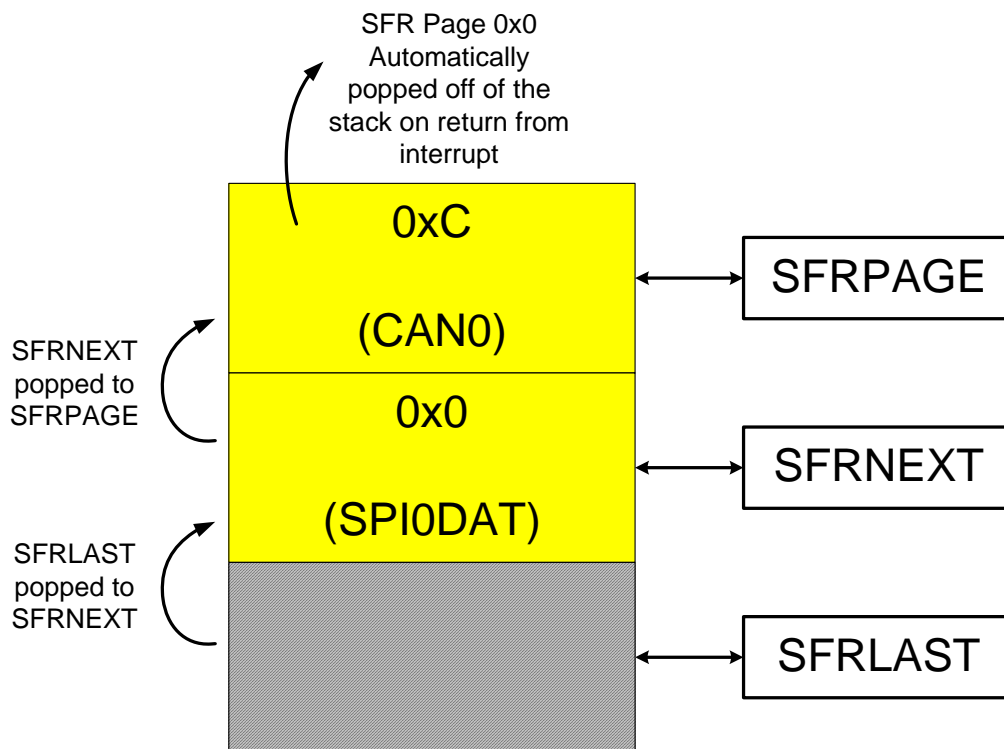 SFR Page 0x0
Automatically
popped off of the
stack on return from
interrupt
0xC
(CAN0)
SFRPAGE
SFRNEXT
popped to
SFRPAGE
0x0
(SPI0DAT)
SFRNEXT
SFRLAST
popped to
SFRNEXT
SFRLAST